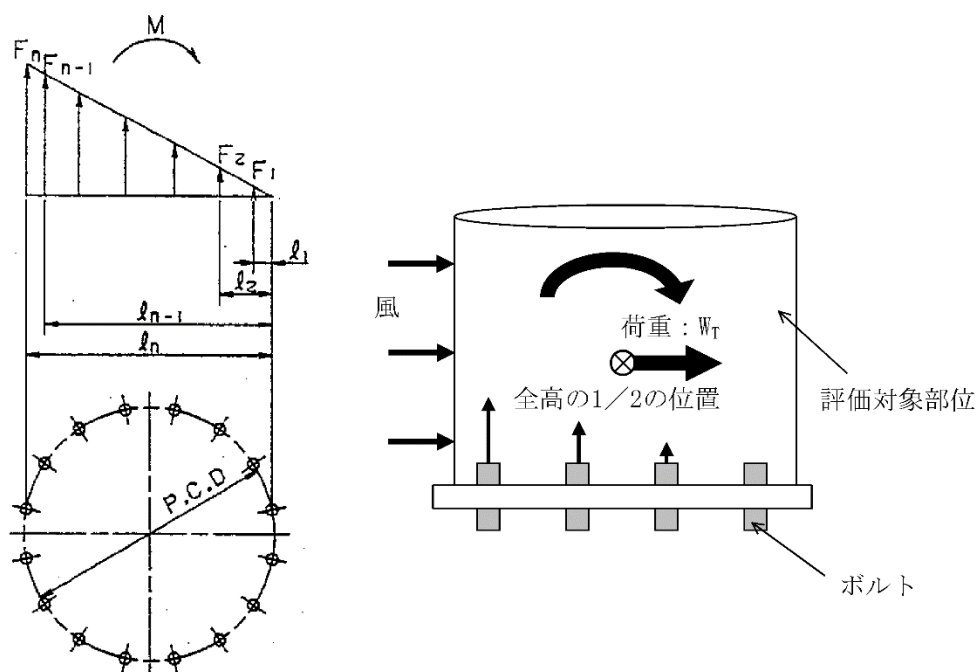 M
Fn
Fn-1
F2
F1
ℓ1
ℓ2
ℓn-1
ℓn
P.C.D
風
荷重：WT
全高の1／2の位置
評価対象部位
ボルト